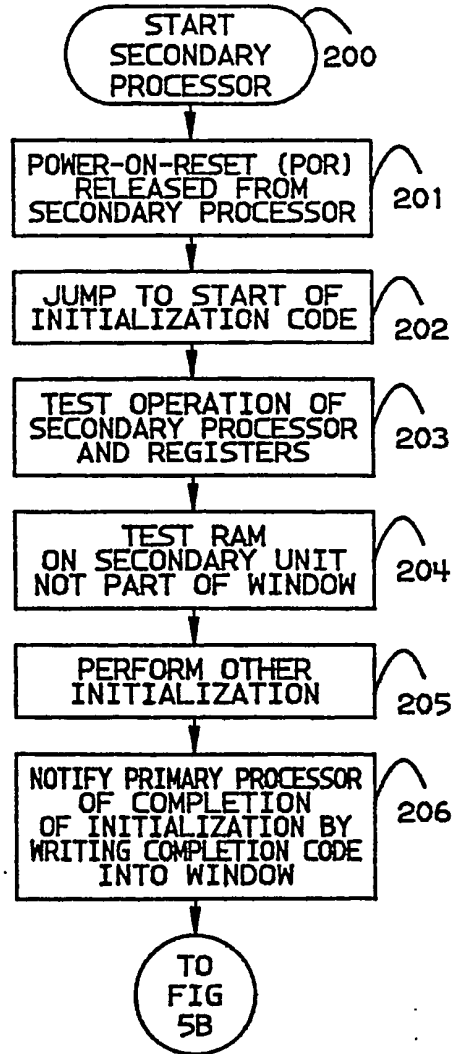 START
SECONDARY
PROCESSOR
200
POWER-ON-RESET (POR)
RELEASED FROM
SECONDARY PROCESSOR
201
JUMP TO START OF
INITIALIZATION CODE
202
TEST OPERATION OF
SECONDARY PROCESSOR
AND REGISTERS
203
TEST RAM
ON SECONDARY UNIT
NOT PART OF WINDOW
204
PERFORM OTHER
INITIALIZATION
205
NOTIFY PRIMARY PROCESSOR
OF COMPLETION
OF INITIALIZATION BY
WRITING COMPLETION CODE
INTO WINDOW
206
TO
FIG
5B